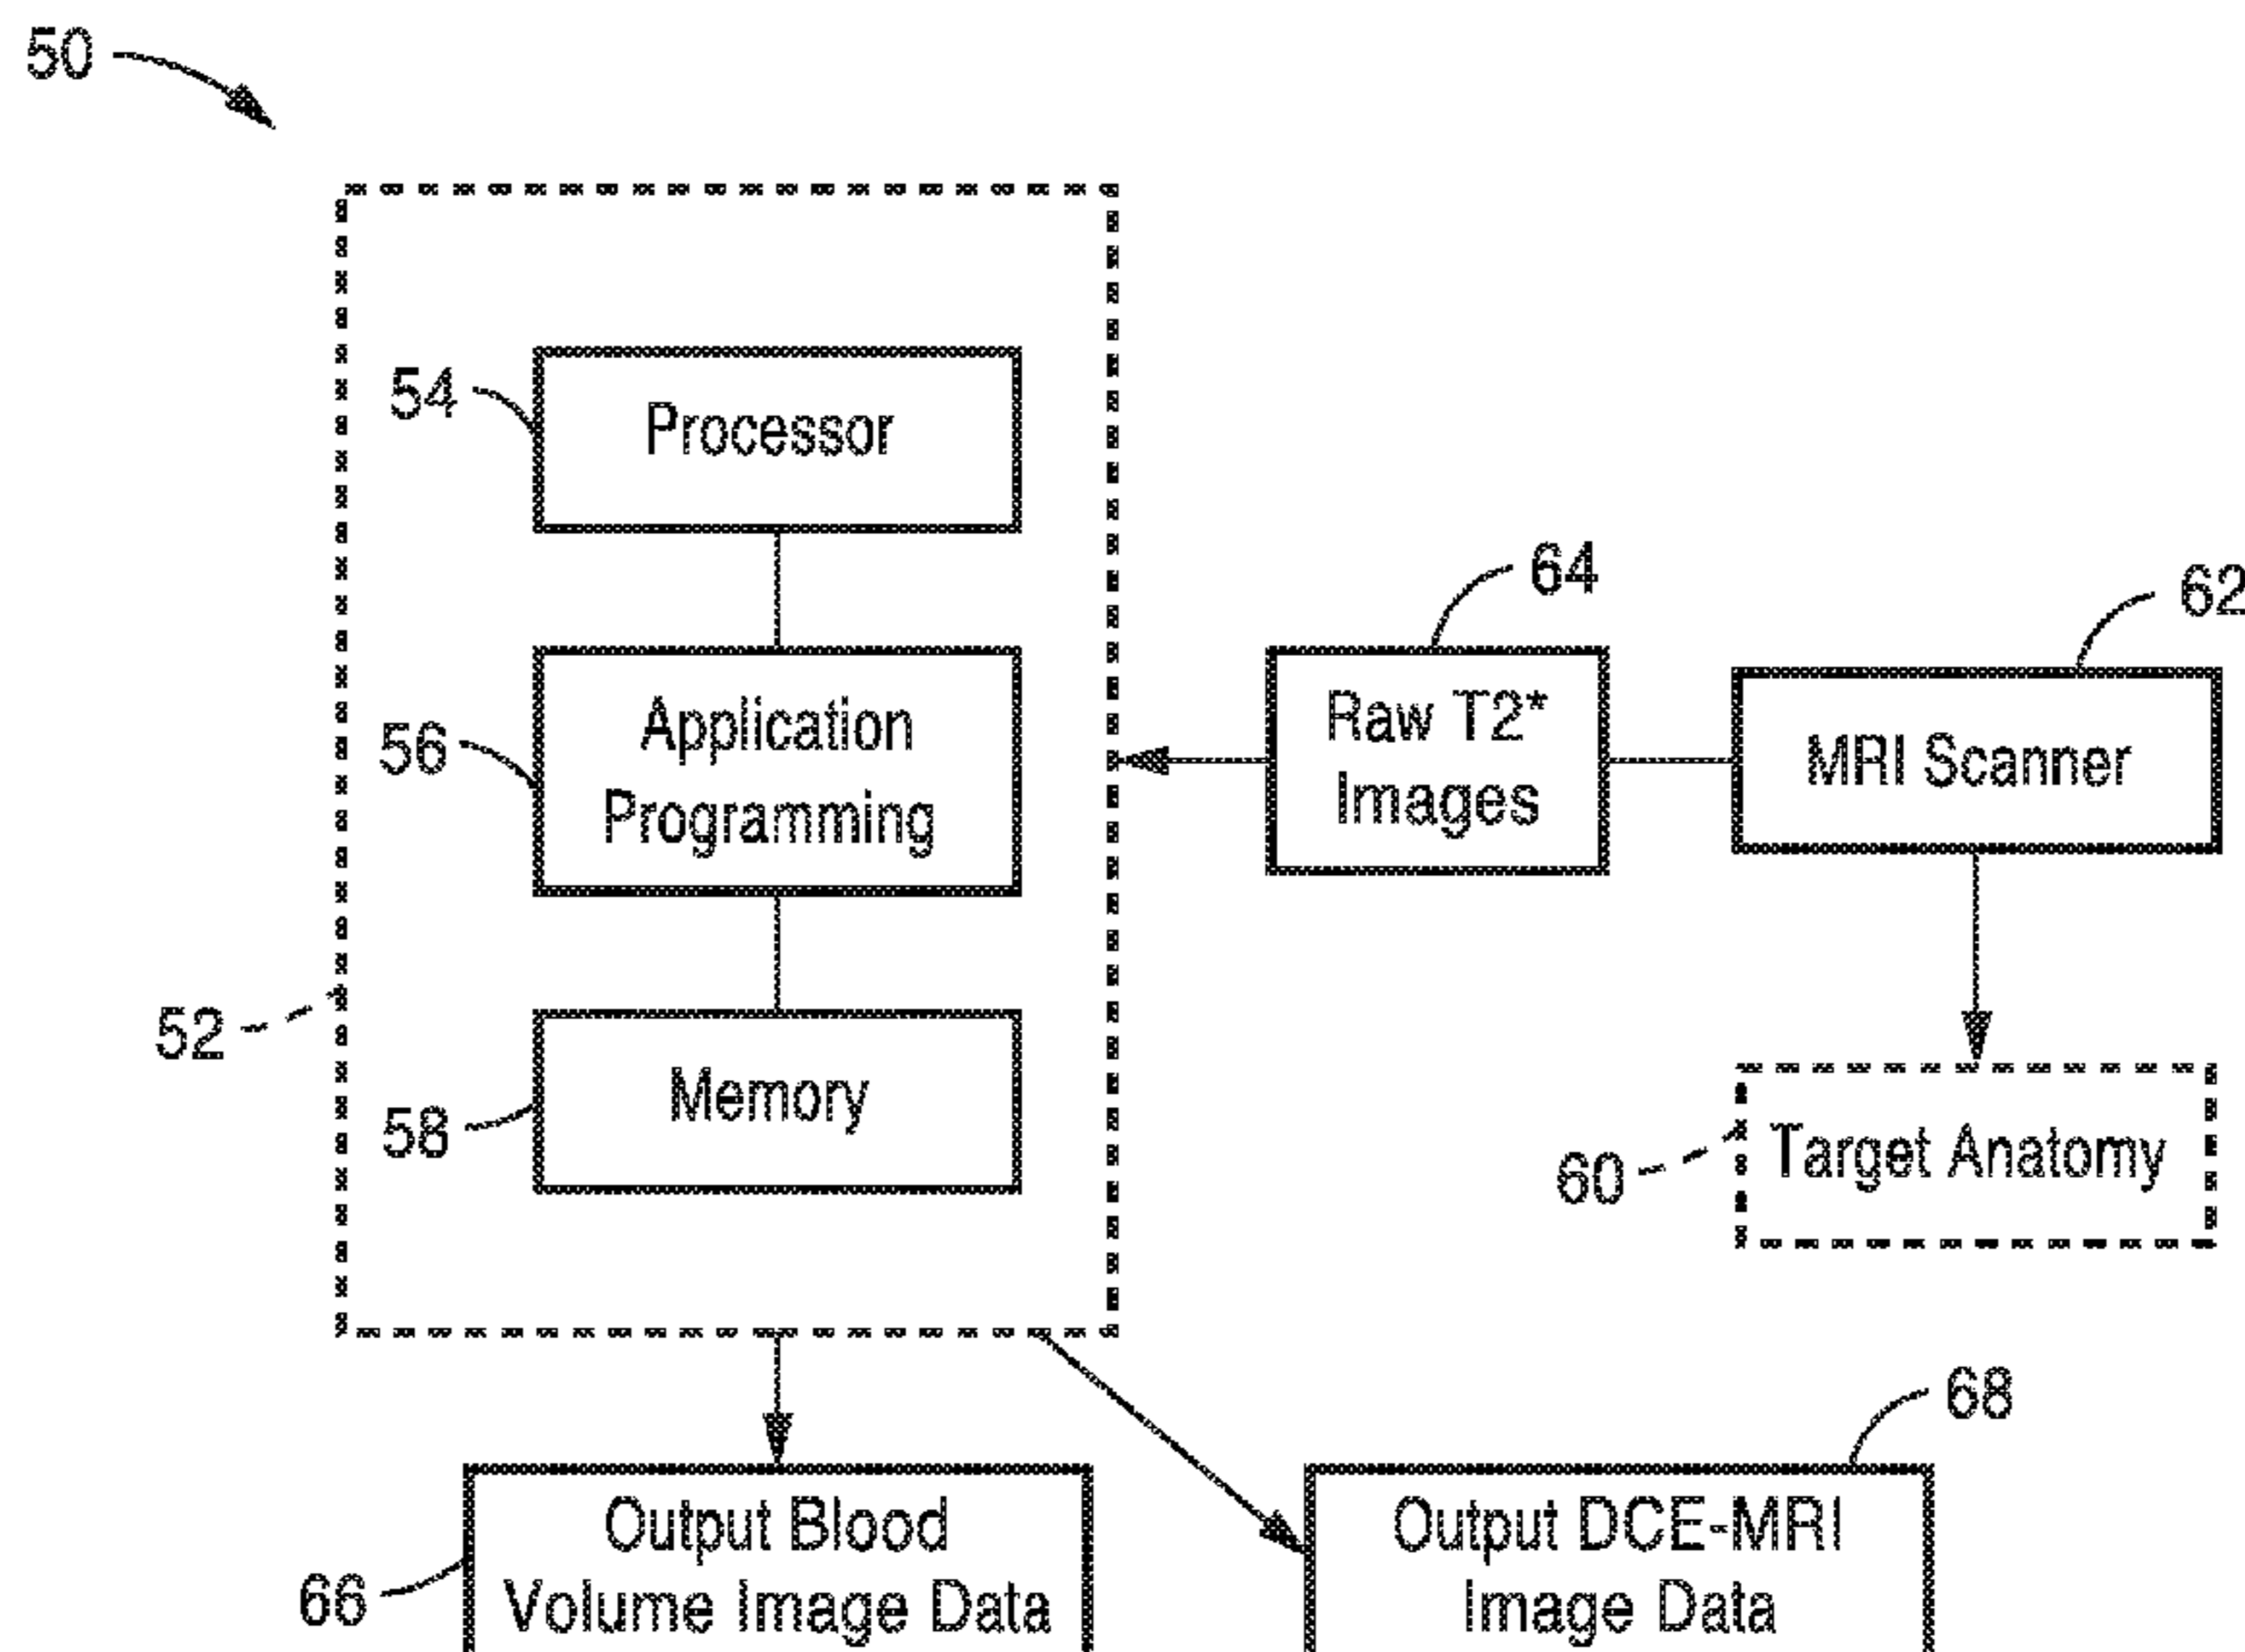 50
54
Processor
56
Application
Programming
52
58
Memory
64
Raw T2*
Images
62
MRI Scanner
60
Target Anatomy
66
Output Blood
Volume Image Data
68
Output DCE-MRI
Image Data